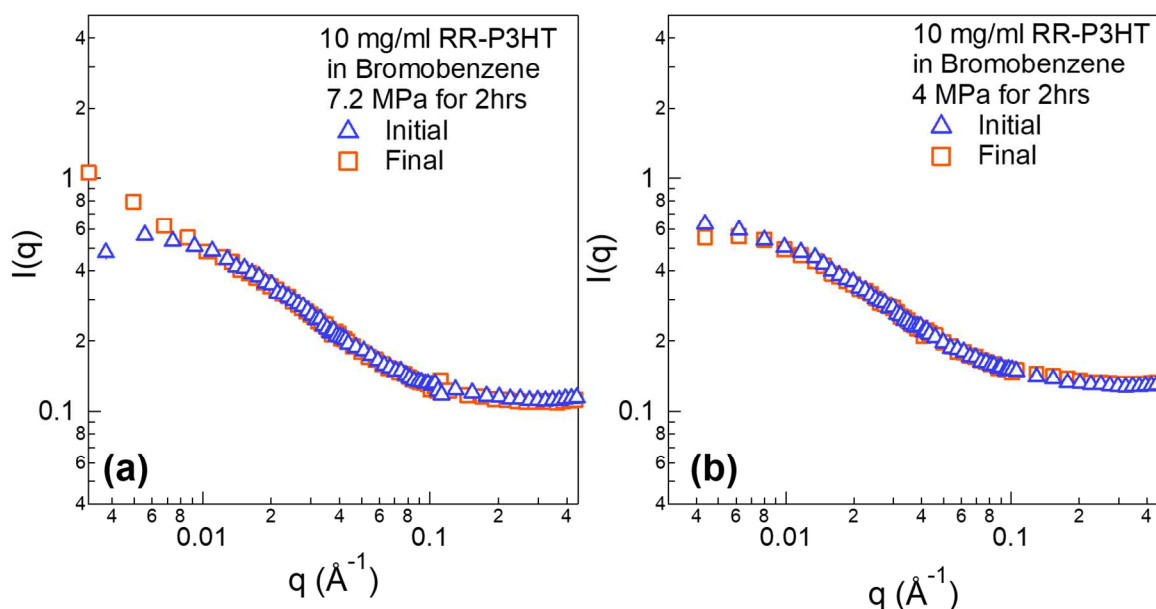 10 mg/ml RR-P3HT
in Bromobenzene
7.2 MPa for 2hrs
Initial
Final
4
2
1
8
6
4
2
0.1
8
6
4
I(q)
(a)
4
6
8
0.01
2
4
6
8
0.1
2
4
q (Å⁻¹)
10 mg/ml RR-P3HT
in Bromobenzene
4 MPa for 2hrs
Initial
Final
4
2
1
8
6
4
2
0.1
8
6
4
I(q)
(b)
4
6
8
0.01
2
4
6
8
0.1
2
4
q (Å⁻¹)